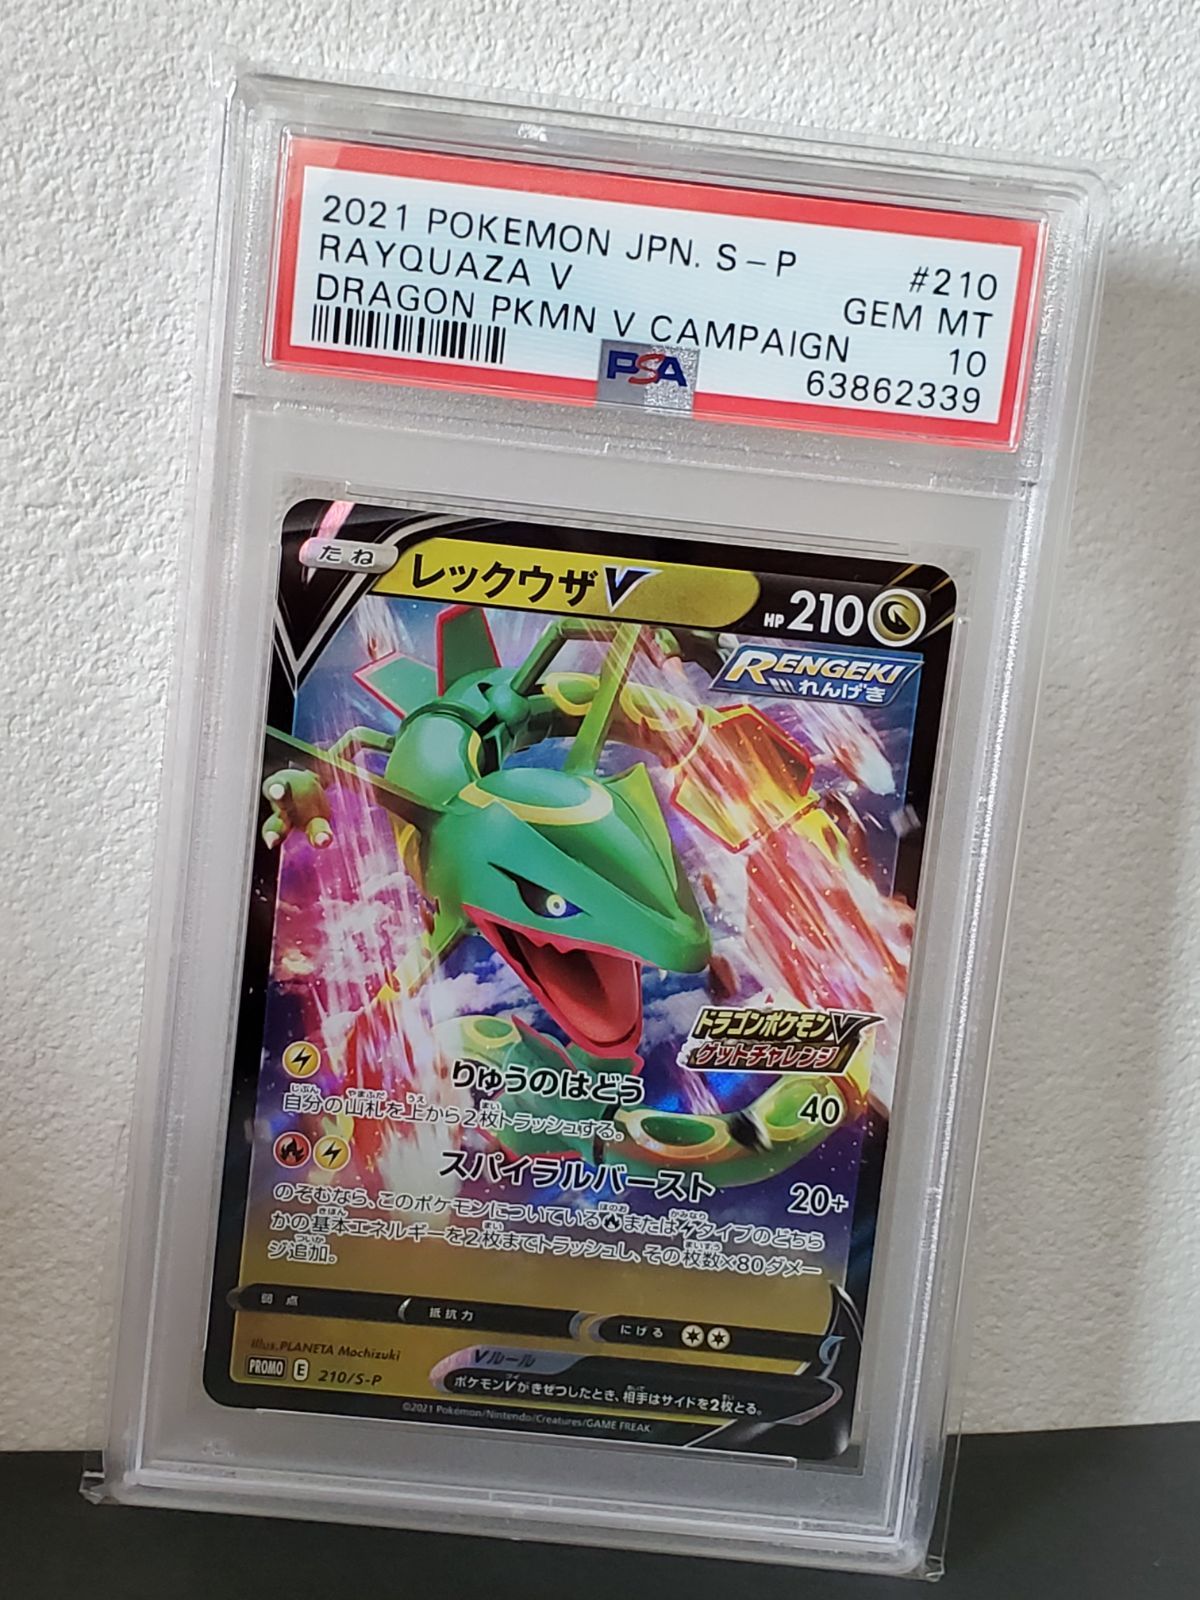 2021 POKEMON JPN. S-P #210
RAYQUAZA V GEM MT
DRAGON PKMN V CAMPAIGN 10
PSA 63862339
たね レックウザV HP 210
RENGEKI
れんげき
ドラゴンポケモンV
ゲットチャレンジ
りゅうのはどう 40
自分の山札を上から2枚トラッシュする。
スパイラルバースト 20+
のぞむなら、このポケモンについている またはタイプのどちら
かの基本エネルギーを2枚までトラッシュし、その枚数×80ダメー
ジ追加。
弱点 抵抗力 にげる
Illus. PLANETA Mochizuki
PROMO E 210/S-P
Vルール
ポケモンVがきぜつしたとき、相手はサイドを2枚とる。
©2021 Pokémon/Nintendo/Creatures/GAME FREAK.